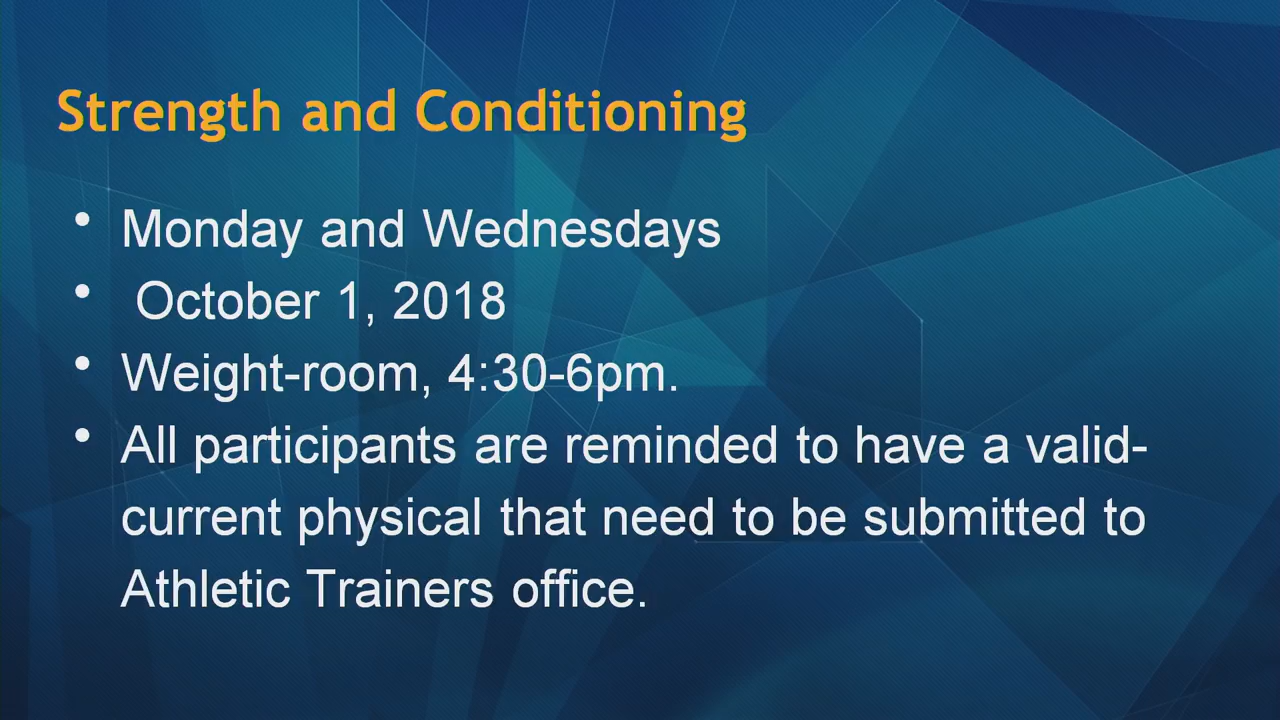 Strength and Conditioning
• Monday and Wednesdays
• October 1, 2018
• Weight-room, 4:30-6pm.
• All participants are reminded to have a valid-
current physical that need to be submitted to
Athletic Trainers office.